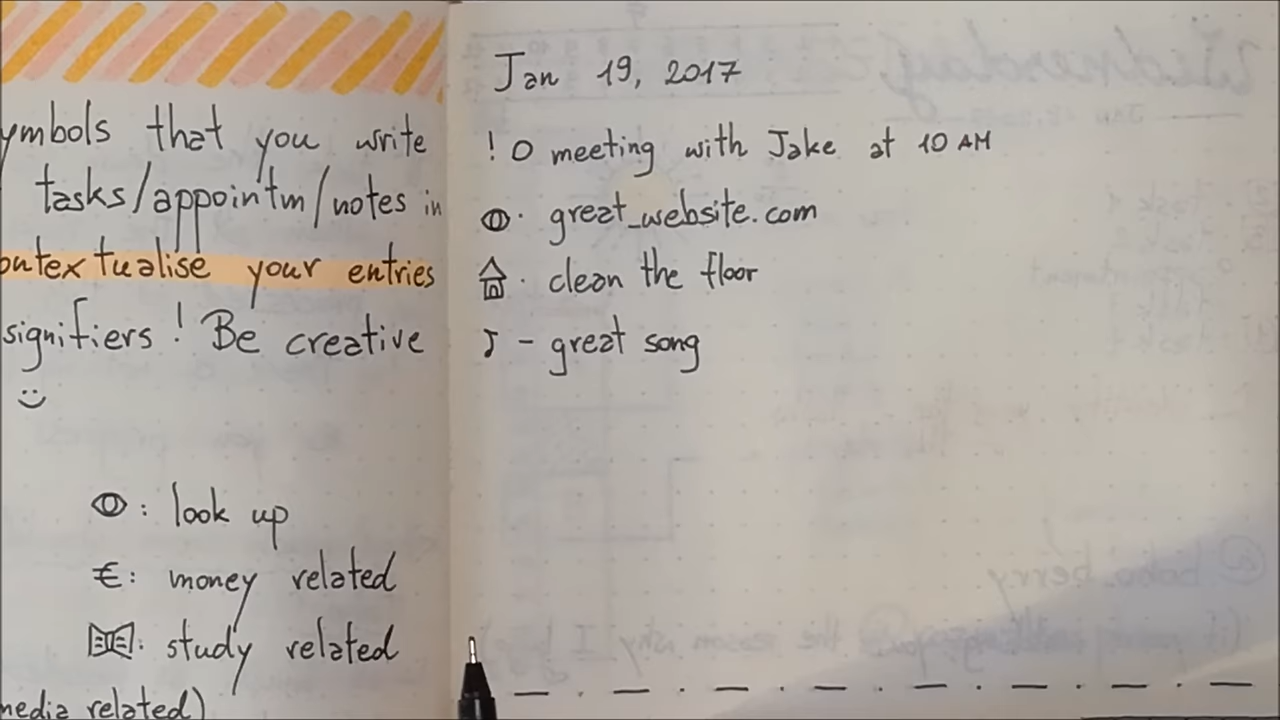 ymbols that you write
tasks/appointm/notes in
ontextualise your entries
signifiers! Be creative
: look up
€: money related
: study related
media related)
Jan 19, 2017
! O meeting with Jake at 10 AM
· great_website.com
· clean the floor
♪ - great song